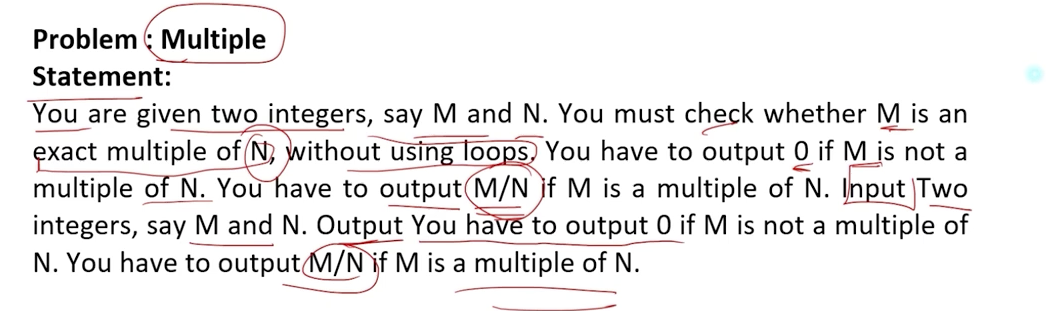 Problem : Multiple
Statement:
You are given two integers, say M and N. You must check whether M is an
exact multiple of N, without using loops. You have to output 0 if M is not a
multiple of N. You have to output M/N if M is a multiple of N. Input Two
integers, say M and N. Output You have to output 0 if M is not a multiple of
N. You have to output M/N if M is a multiple of N.